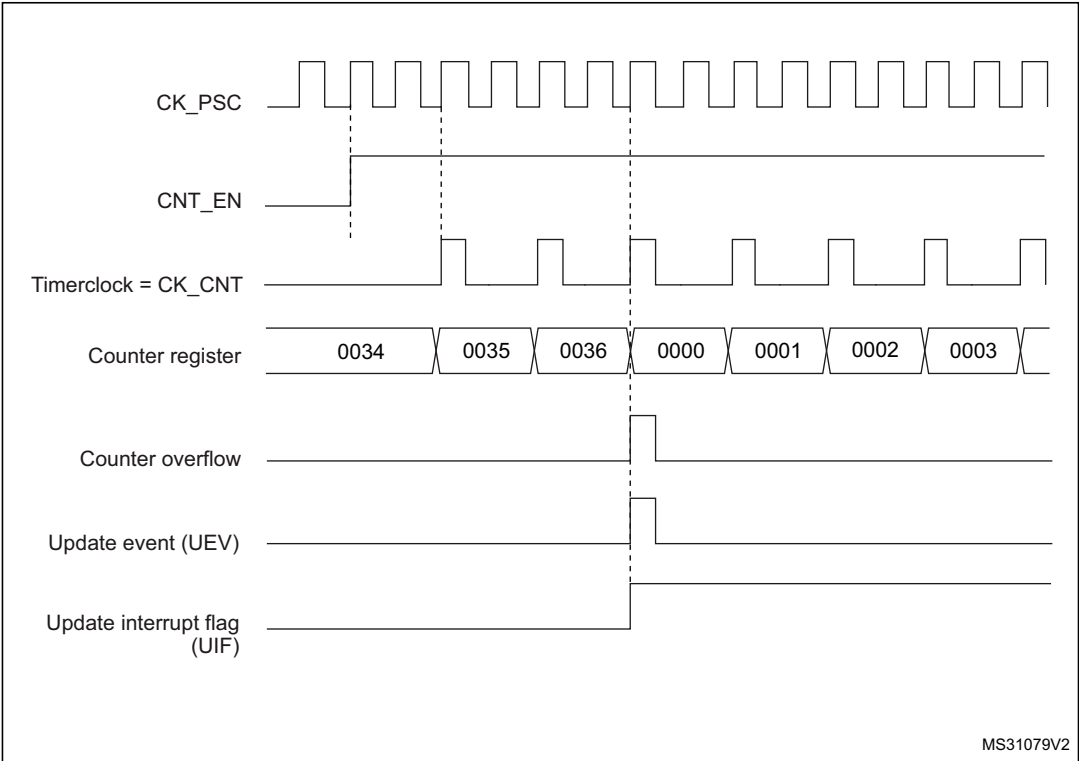 CK_PSC
CNT_EN
Timerclock = CK_CNT
Counter register
0034 0035 0036 0000 0001 0002 0003
Counter overflow
Update event (UEV)
Update interrupt flag
(UIF)
MS31079V2